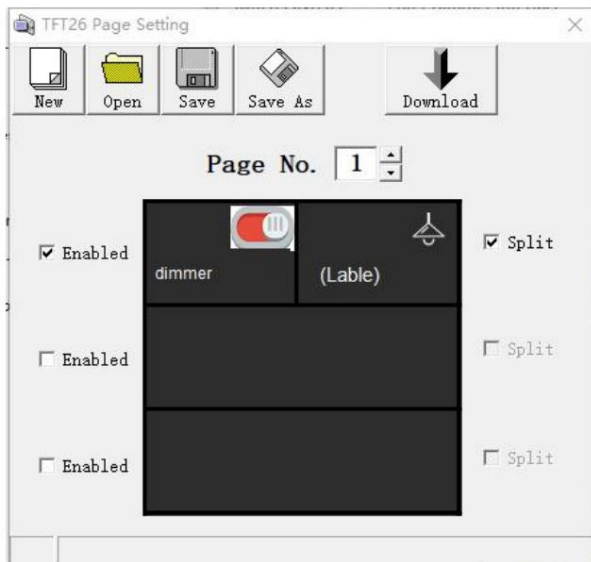 TFT26 Page Setting
New Open Save Save As Download
Page No. 1
Enabled Split
dimmer (Lable)
Enabled Split
Enabled Split